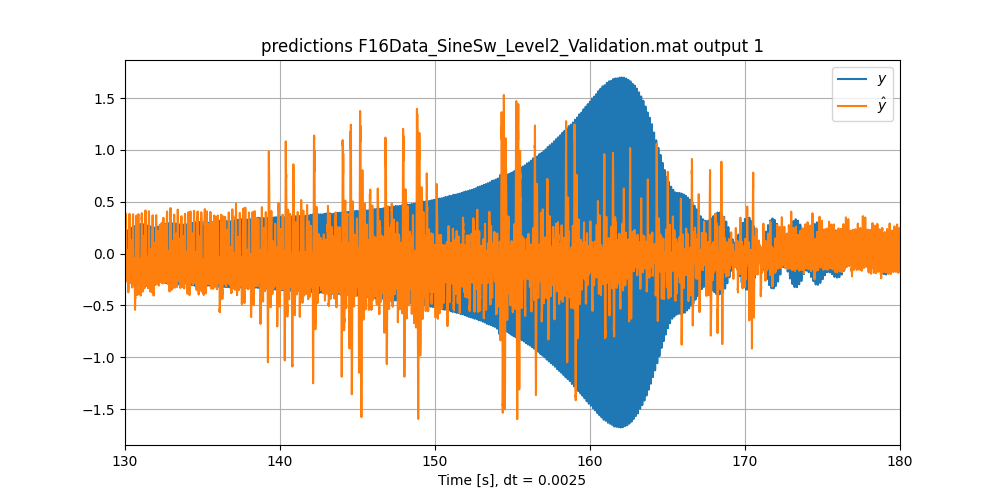 predictions F16Data_SineSw_Level2_Validation.mat output 1
y
ŷ
1.5
1.0
0.5
0.0
−0.5
−1.0
−1.5
130 140 150 160 170 180
Time [s], dt = 0.0025